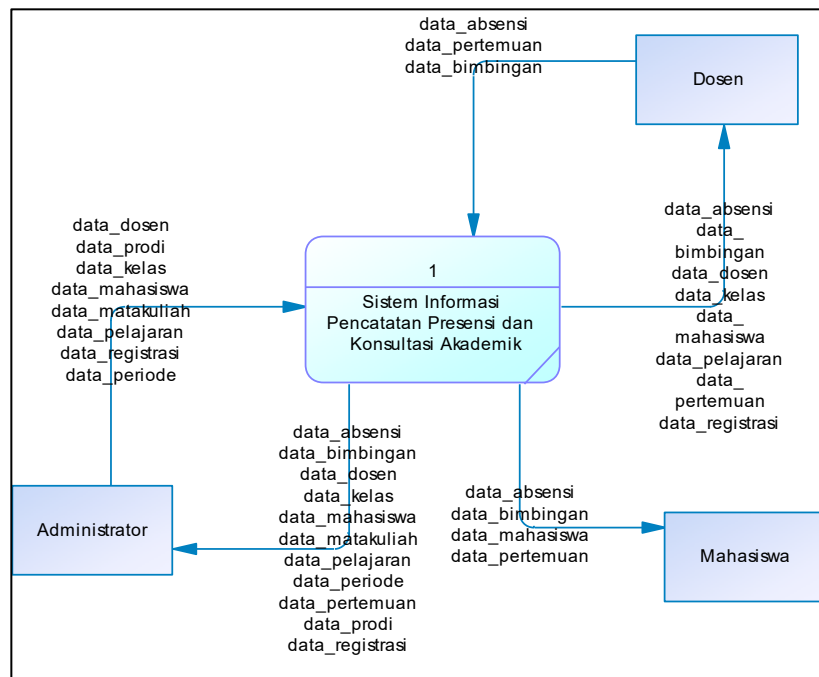 data_absensi
data_pertemuan
data_bimbingan
Dosen
data_dosen
data_prodi
data_kelas
data_mahasiswa
data_matakuliah
data_pelajaran
data_registrasi
data_periode
1
Sistem Informasi
Pencatatan Presensi dan
Konsultasi Akademik
data_absensi
data_
bimbingan
data_dosen
data_kelas
data_
mahasiswa
data_pelajaran
data_
pertemuan
data_registrasi
Administrator
data_absensi
data_bimbingan
data_dosen
data_kelas
data_mahasiswa
data_matakuliah
data_pelajaran
data_periode
data_pertemuan
data_prodi
data_registrasi
data_absensi
data_bimbingan
data_mahasiswa
data_pertemuan
Mahasiswa